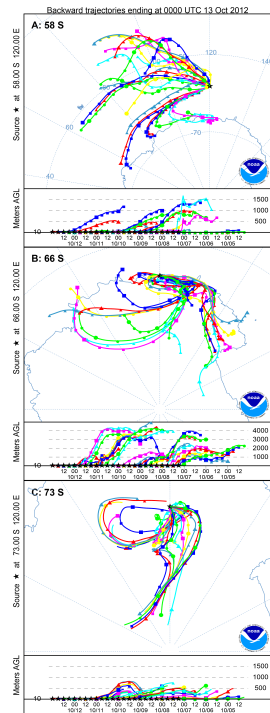 Backward trajectories ending at 0000 UTC 13 Oct 2012
A: 58 S
Source ★ at 58.00 S 120.00 E
120
140
80
60
-60
-70
noaa
Meters AGL
1500
1000
500
10
12 00 12 00 12 00 12 00 12 00 12 00 12 00 12 00 12
10/12 10/11 10/10 10/09 10/08 10/07 10/06 10/05
B: 66 S
Source ★ at 66.00 S 120.00 E
noaa
Meters AGL
4000
3000
2000
1000
10
12 00 12 00 12 00 12 00 12 00 12 00 12 00 12 00 12
10/12 10/11 10/10 10/09 10/08 10/07 10/06 10/05
C: 73 S
Source ★ at 73.00 S 120.00 E
noaa
Meters AGL
1500
1000
500
10
12 00 12 00 12 00 12 00 12 00 12 00 12 00 12 00 12
10/12 10/11 10/10 10/09 10/08 10/07 10/06 10/05